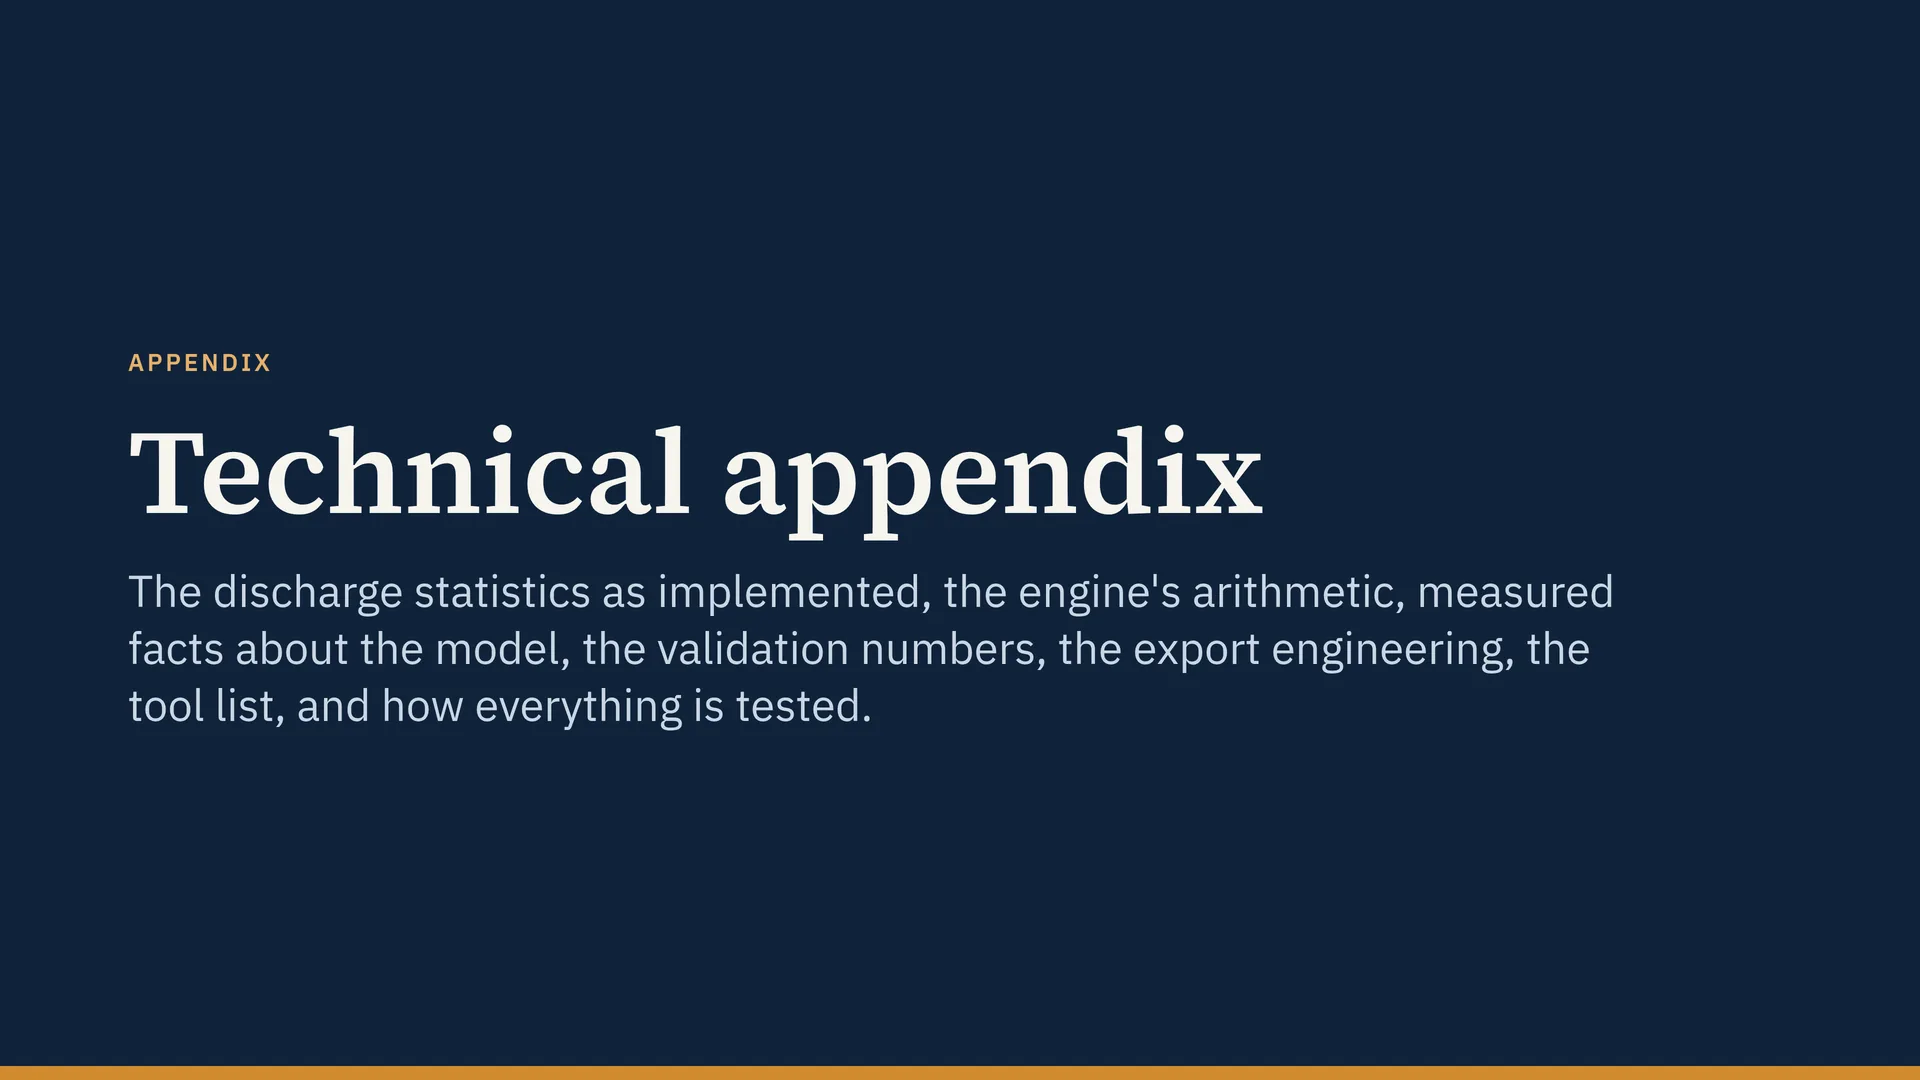 APPENDIX
Technical appendix
The discharge statistics as implemented, the engine's arithmetic, measured
facts about the model, the validation numbers, the export engineering, the
tool list, and how everything is tested.